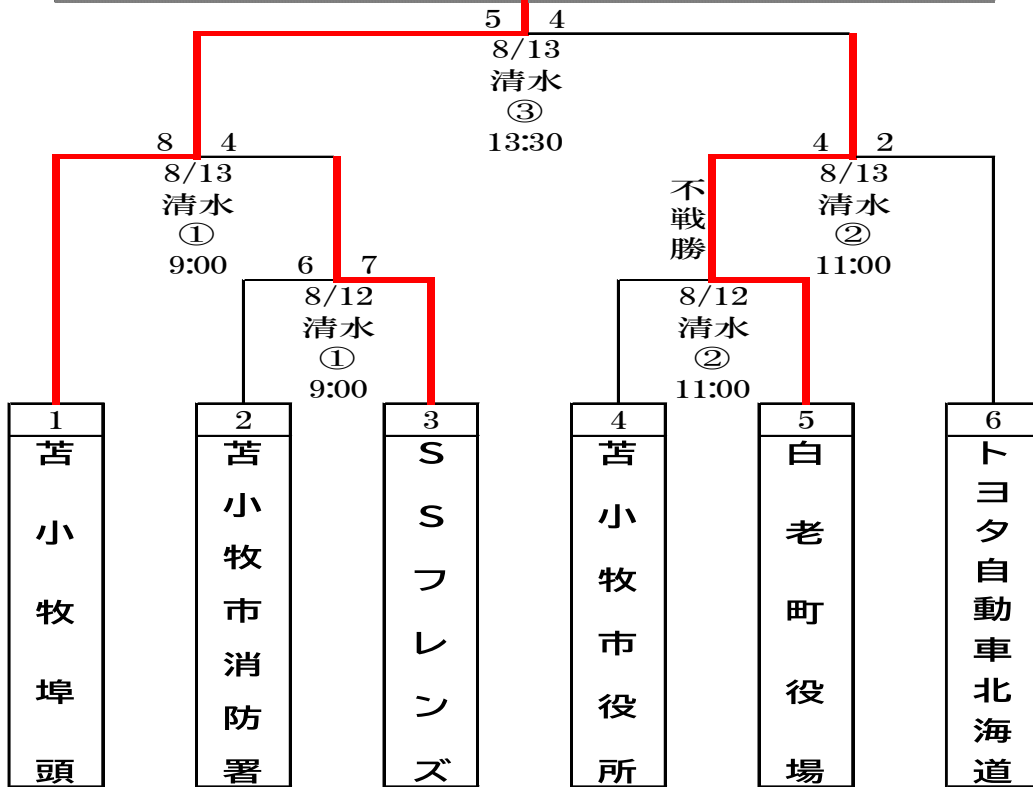 5 4
8/13
清水
③
13:30
8 4
8/13
清水
①
9:00
4 2
8/13
清水
②
11:00
不戦勝
6 7
8/12
清水
①
9:00
8/12
清水
②
11:00
1
苫小牧埠頭
2
苫小牧市消防署
3
SSフレンズ
4
苫小牧市役所
5
白老町役場
6
トヨタ自動車北海道